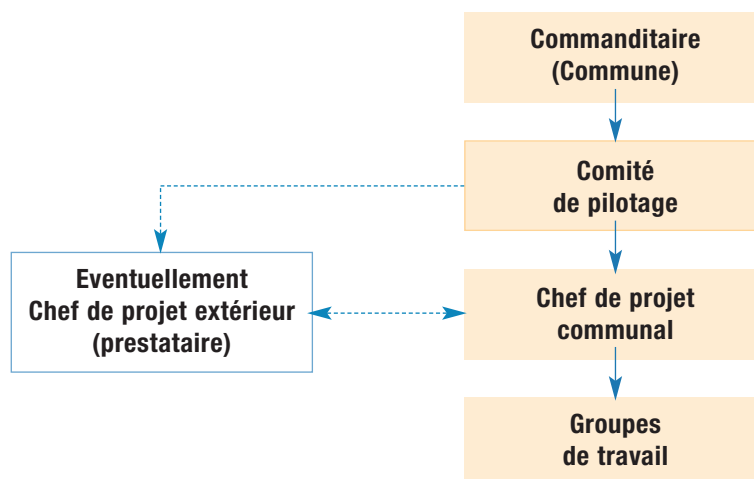 Commanditaire
(Commune)
Comité
de pilotage
Eventuellement
Chef de projet extérieur
(prestataire)
Chef de projet
communal
Groupes
de travail